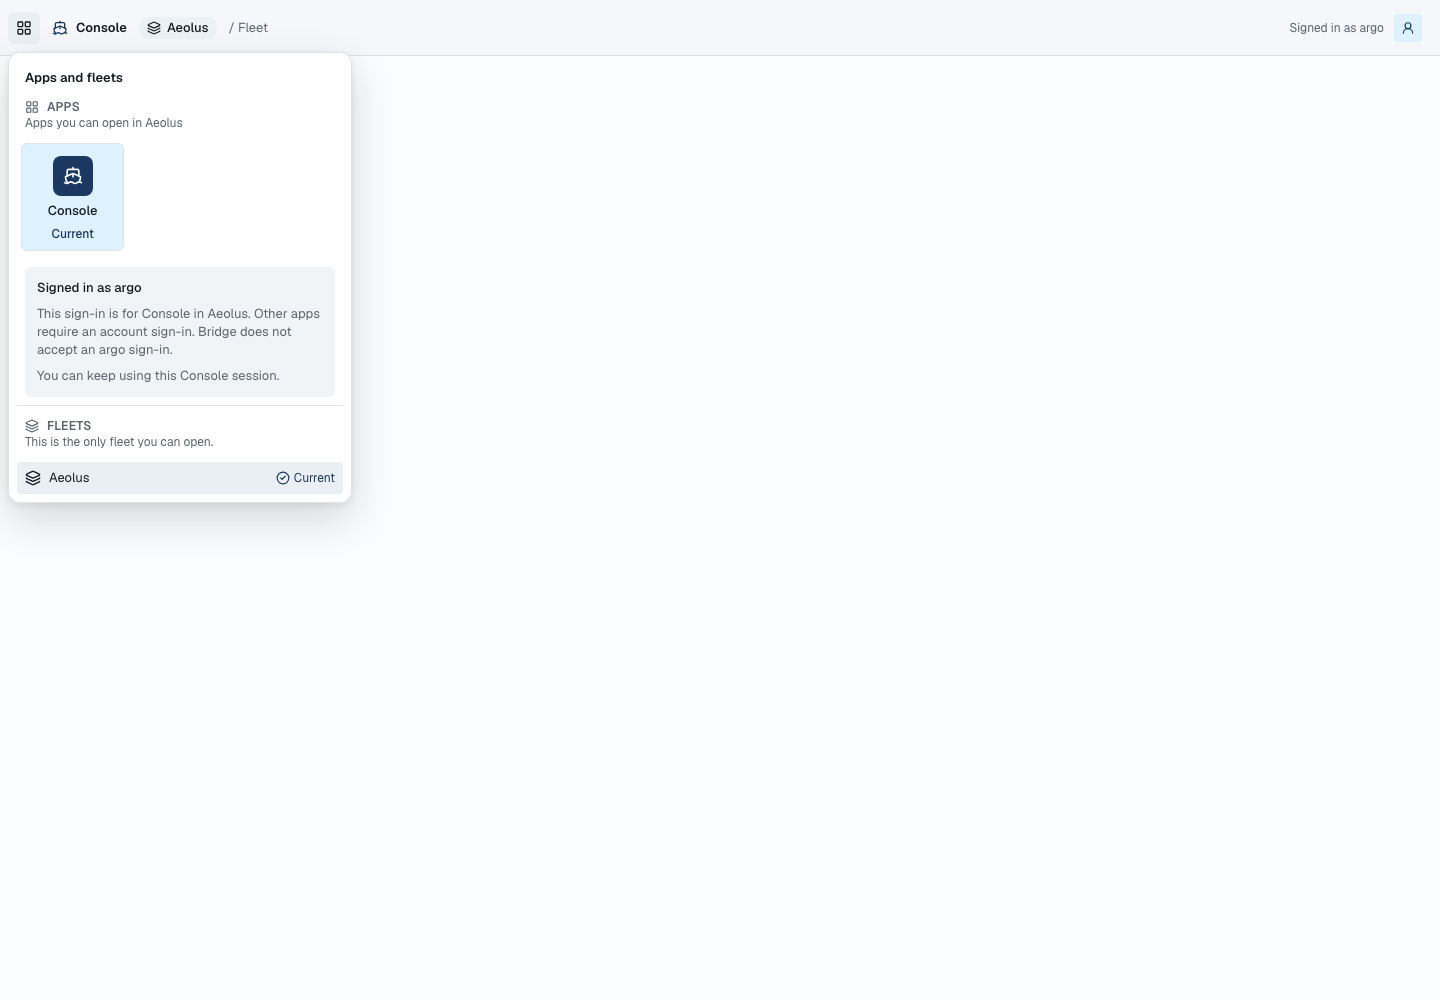 Console
Aeolus
/ Fleet
Signed in as argo
Apps and fleets
APPS
Apps you can open in Aeolus
Console
Current
Signed in as argo
This sign-in is for Console in Aeolus. Other apps
require an account sign-in. Bridge does not
accept an argo sign-in.
You can keep using this Console session.
FLEETS
This is the only fleet you can open.
Aeolus
Current